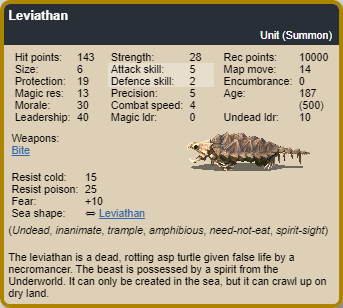 Leviathan
Unit (Summon)
Hit points: 143 Strength: 28 Rec points: 10000
Size: 6 Attack skill: 5 Map move: 14
Protection: 19 Defence skill: 2 Encumbrance: 0
Magic res: 13 Precision: 5 Age: 187
Morale: 30 Combat speed: 4 (500)
Leadership: 40 Magic ldr: 0 Undead ldr: 10
Weapons:
Bite
Resist cold: 15
Resist poison: 25
Fear: +10
Sea shape: ⇔ Leviathan
(Undead, inanimate, trample, amphibious, need-not-eat, spirit-sight)
The leviathan is a dead, rotting asp turtle given false life by a
necromancer. The beast is possessed by a spirit from the
Underworld. It can only be created in the sea, but it can crawl up on
dry land.